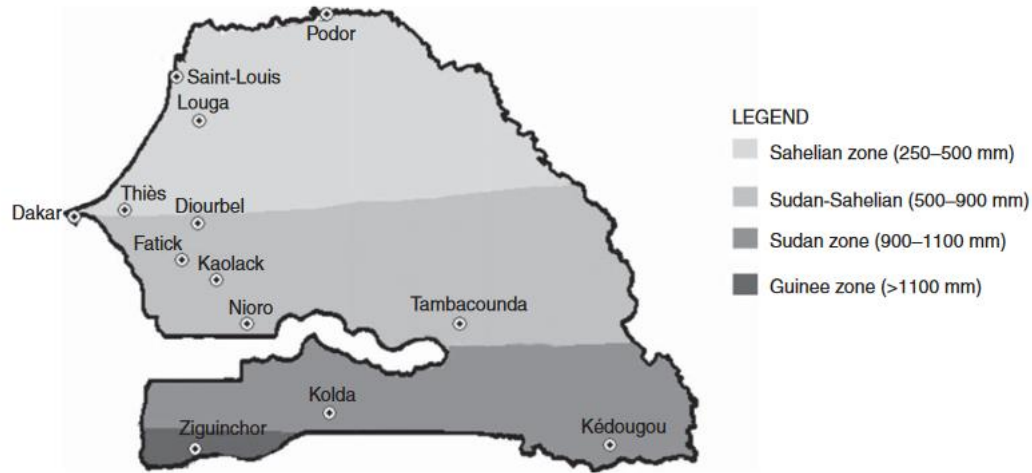 Podor
Saint-Louis
Louga
LEGEND
Sahelian zone (250–500 mm)
Sudan-Sahelian (500–900 mm)
Sudan zone (900–1100 mm)
Guinee zone (>1100 mm)
Thiès
Dakar
Diourbel
Fatick
Kaolack
Nioro
Tambacounda
Kolda
Ziguinchor
Kédougou